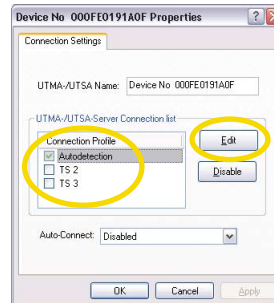 Device No 000FE0191A0F Properties
Connection Settings
UTMA-/UTSA Name: Device No 000FE0191A0F
UTMA-/UTSA-Server Connection list
Connection Profile
Autodetection
TS 2
TS 3
Edit
Disable
Auto-Connect: Disabled
OK Cancel Apply